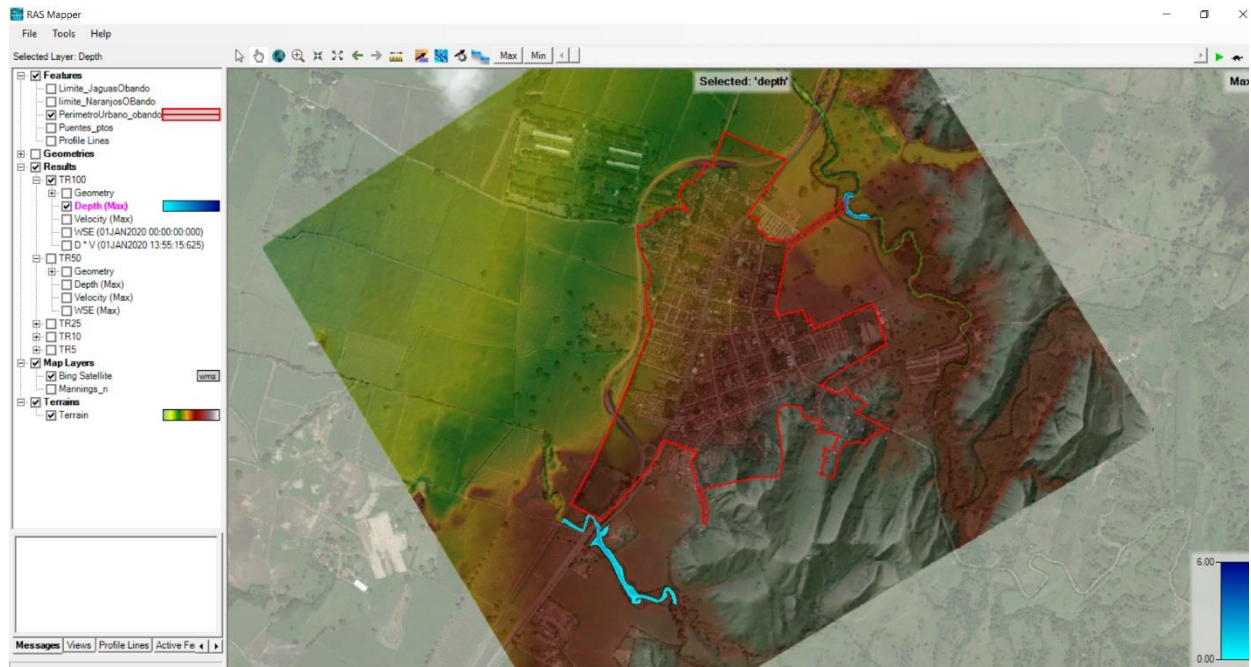 RAS Mapper
File Tools Help
Selected Layer: Depth
Max Min
Features
Limite_JaguasObando
limite_NaranjosOBando
PerimetroUrbano_obando
Puentes_ptos
Profile Lines
Geometries
Results
TR100
Geometry
Depth (Max)
Velocity (Max)
WSE (01JAN2020 00:00:00:000)
D * V (01JAN2020 13:55:15:625)
TR50
Geometry
Depth (Max)
Velocity (Max)
WSE (Max)
TR25
TR10
TR5
Map Layers
Bing Satellite wms
Mannings_n
Terrains
Terrain
Selected: 'depth'
Max
6.00
0.00
Messages Views Profile Lines Active Fe